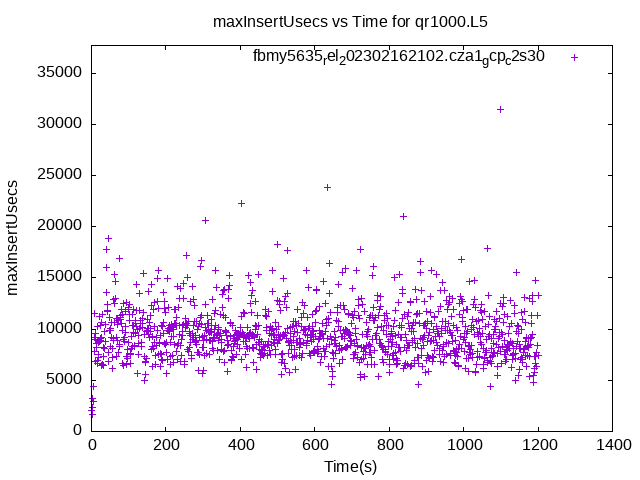 maxInsertUsecs vs Time for qr1000.L5
fbmy5635rel202302162102.cza1gcpc2s30
35000
30000
25000
20000
15000
10000
5000
0
maxInsertUsecs
0 200 400 600 800 1000 1200 1400
Time(s)